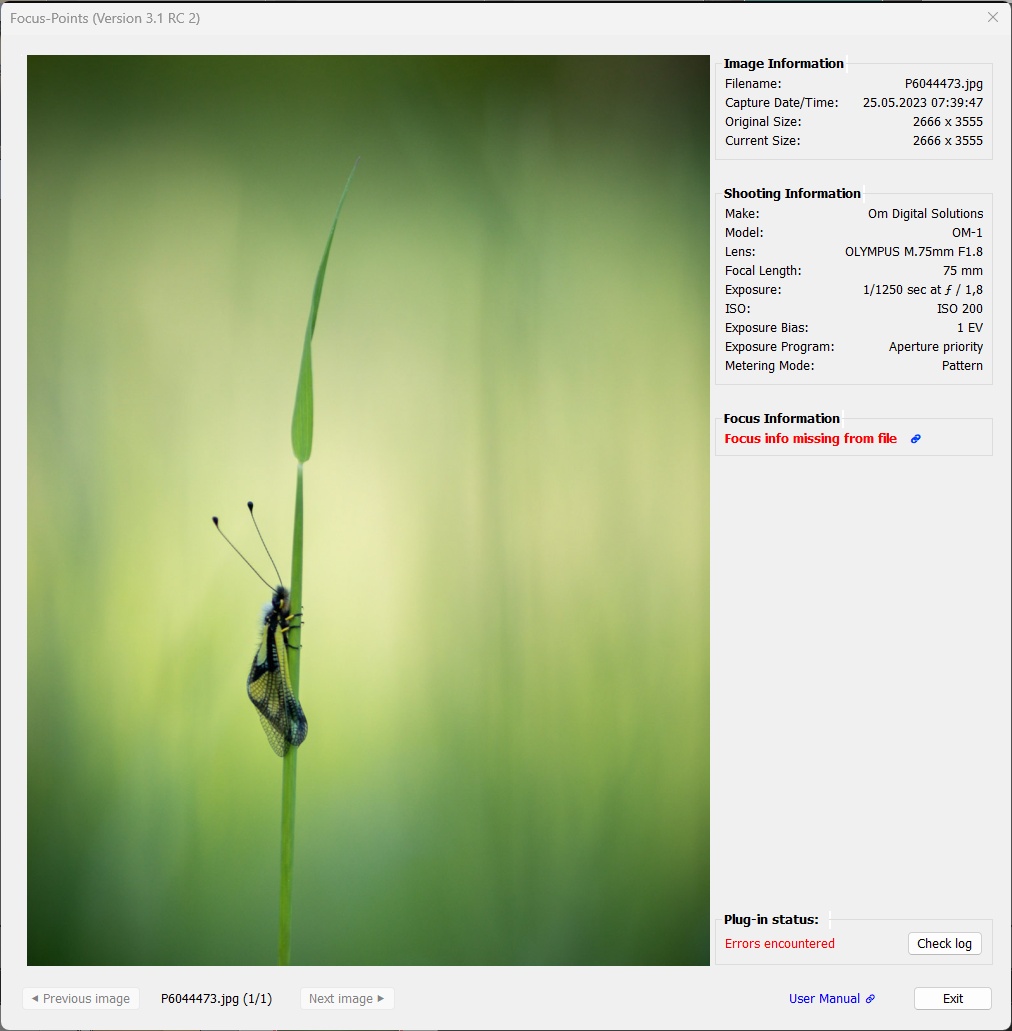 Focus-Points (Version 3.1 RC 2)
Image Information
Filename: P6044473.jpg
Capture Date/Time: 25.05.2023 07:39:47
Original Size: 2666 x 3555
Current Size: 2666 x 3555
Shooting Information
Make: Om Digital Solutions
Model: OM-1
Lens: OLYMPUS M.75mm F1.8
Focal Length: 75 mm
Exposure: 1/1250 sec at ƒ / 1,8
ISO: ISO 200
Exposure Bias: 1 EV
Exposure Program: Aperture priority
Metering Mode: Pattern
Focus Information
Focus info missing from file
Plug-in status:
Errors encountered Check log
Previous image P6044473.jpg (1/1) Next image User Manual Exit